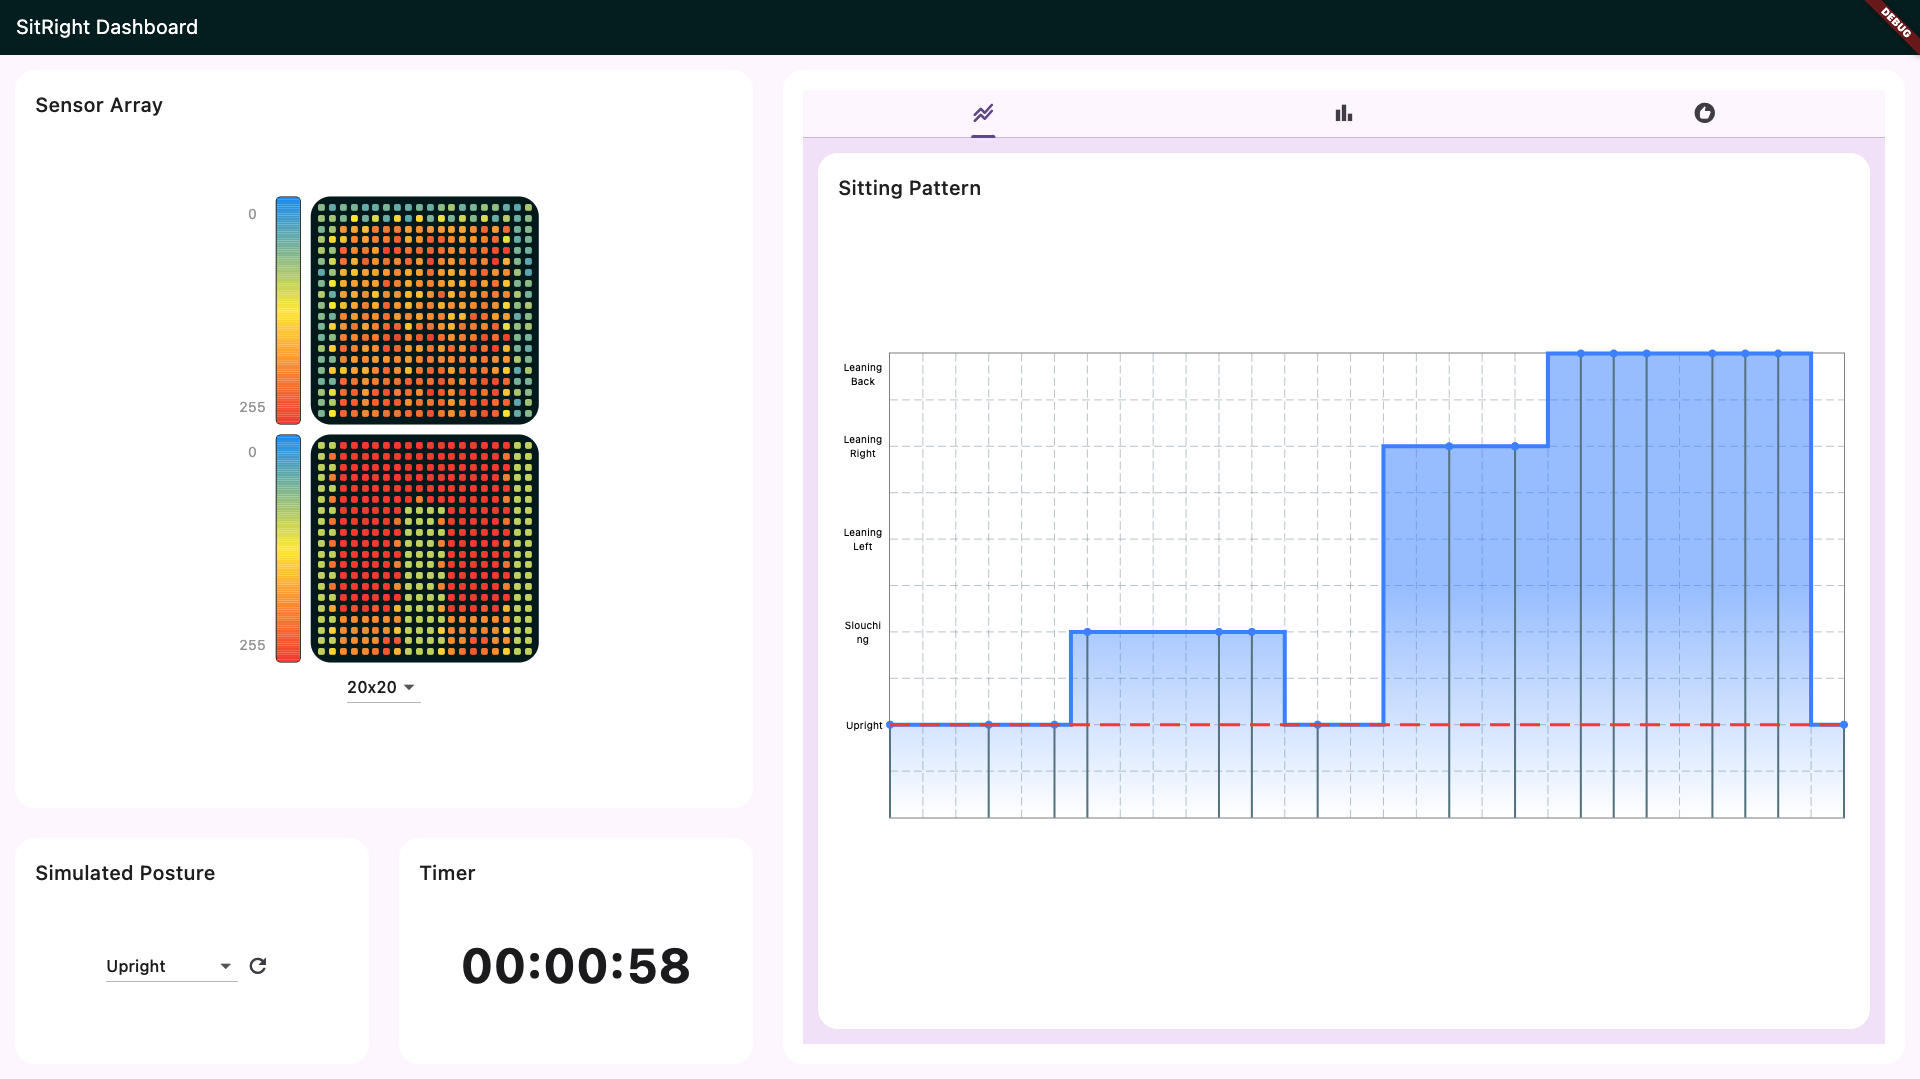 SitRight Dashboard
DEBUG
Sensor Array
0
255
0
255
20x20
Simulated Posture
Upright
Timer
00:00:58
Sitting Pattern
Leaning
Back
Leaning
Right
Leaning
Left
Slouchi
ng
Upright